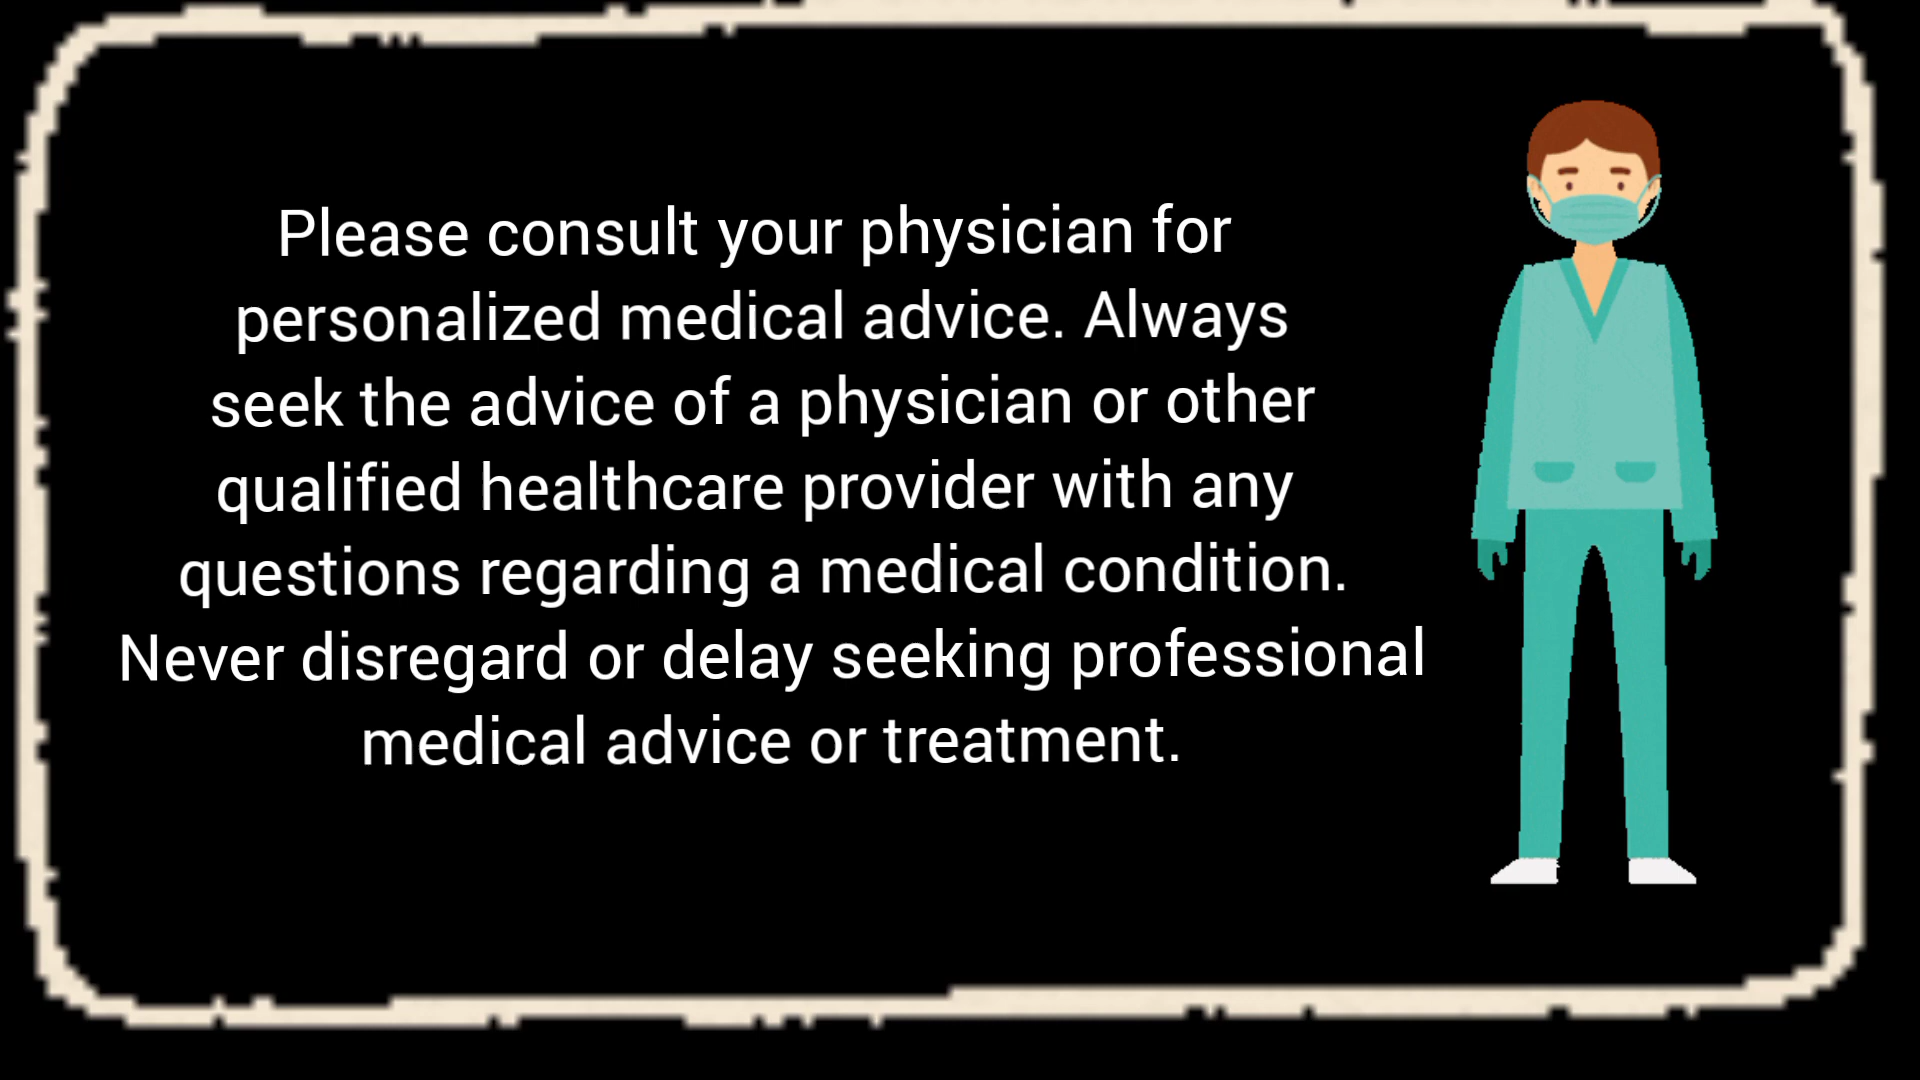 Please consult your physician for
personalized medical advice. Always
seek the advice of a physician or other
qualified healthcare provider with any
questions regarding a medical condition.
Never disregard or delay seeking professional
medical advice or treatment.